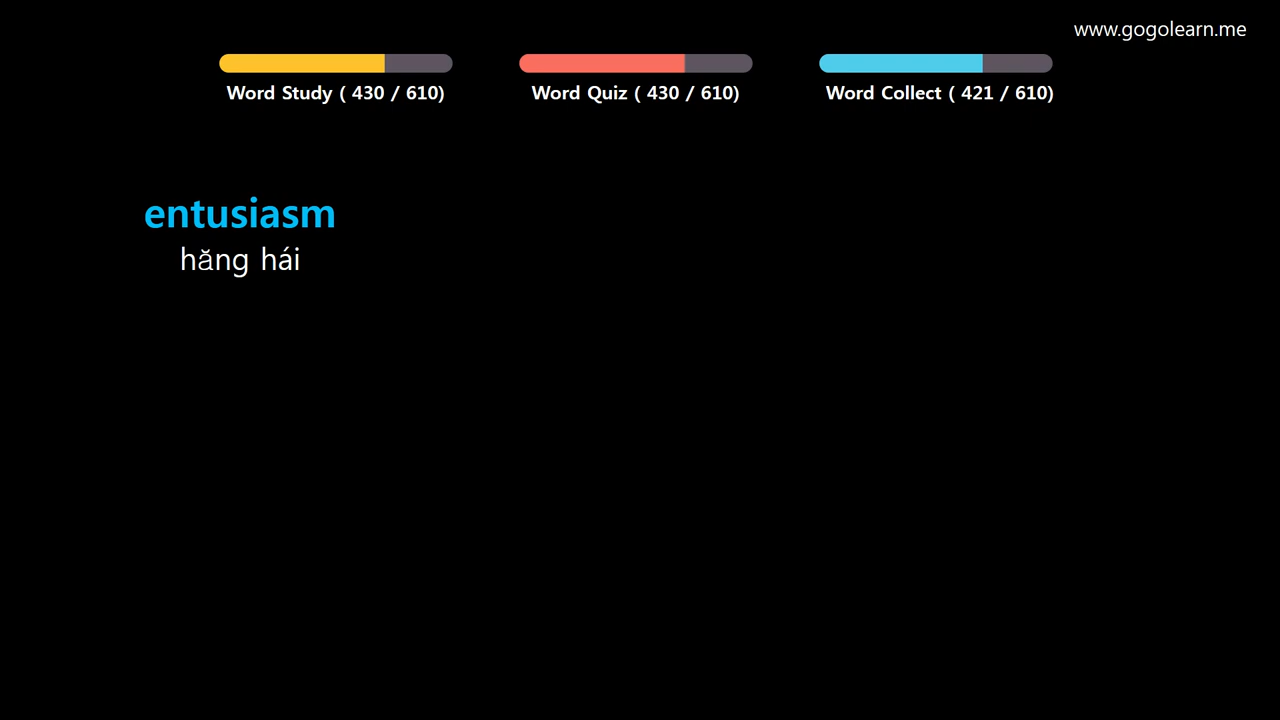 www.gogolearn.me
Word Study ( 430 / 610)
Word Quiz ( 430 / 610)
Word Collect ( 421 / 610)
entusiasm
hăng hái